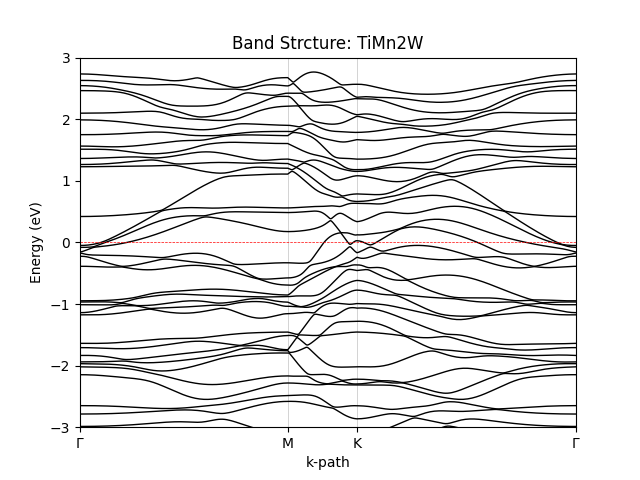 Band Strcture: TiMn2W
Energy (eV)
3
2
1
0
−1
−2
−3
Γ
M
K
Γ
k-path